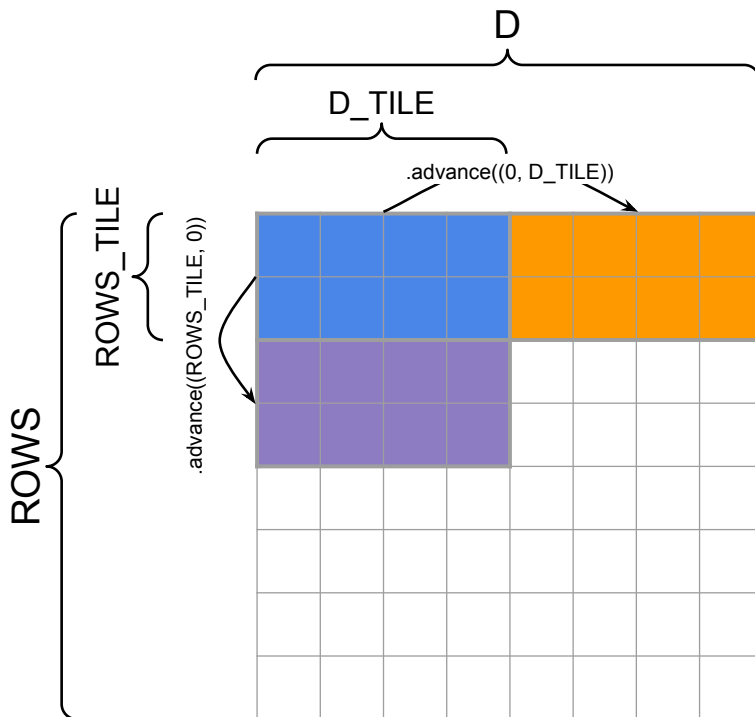 D
D_TILE
.advance((0, D_TILE))
ROWS
ROWS_TILE
.advance((ROWS_TILE, 0))